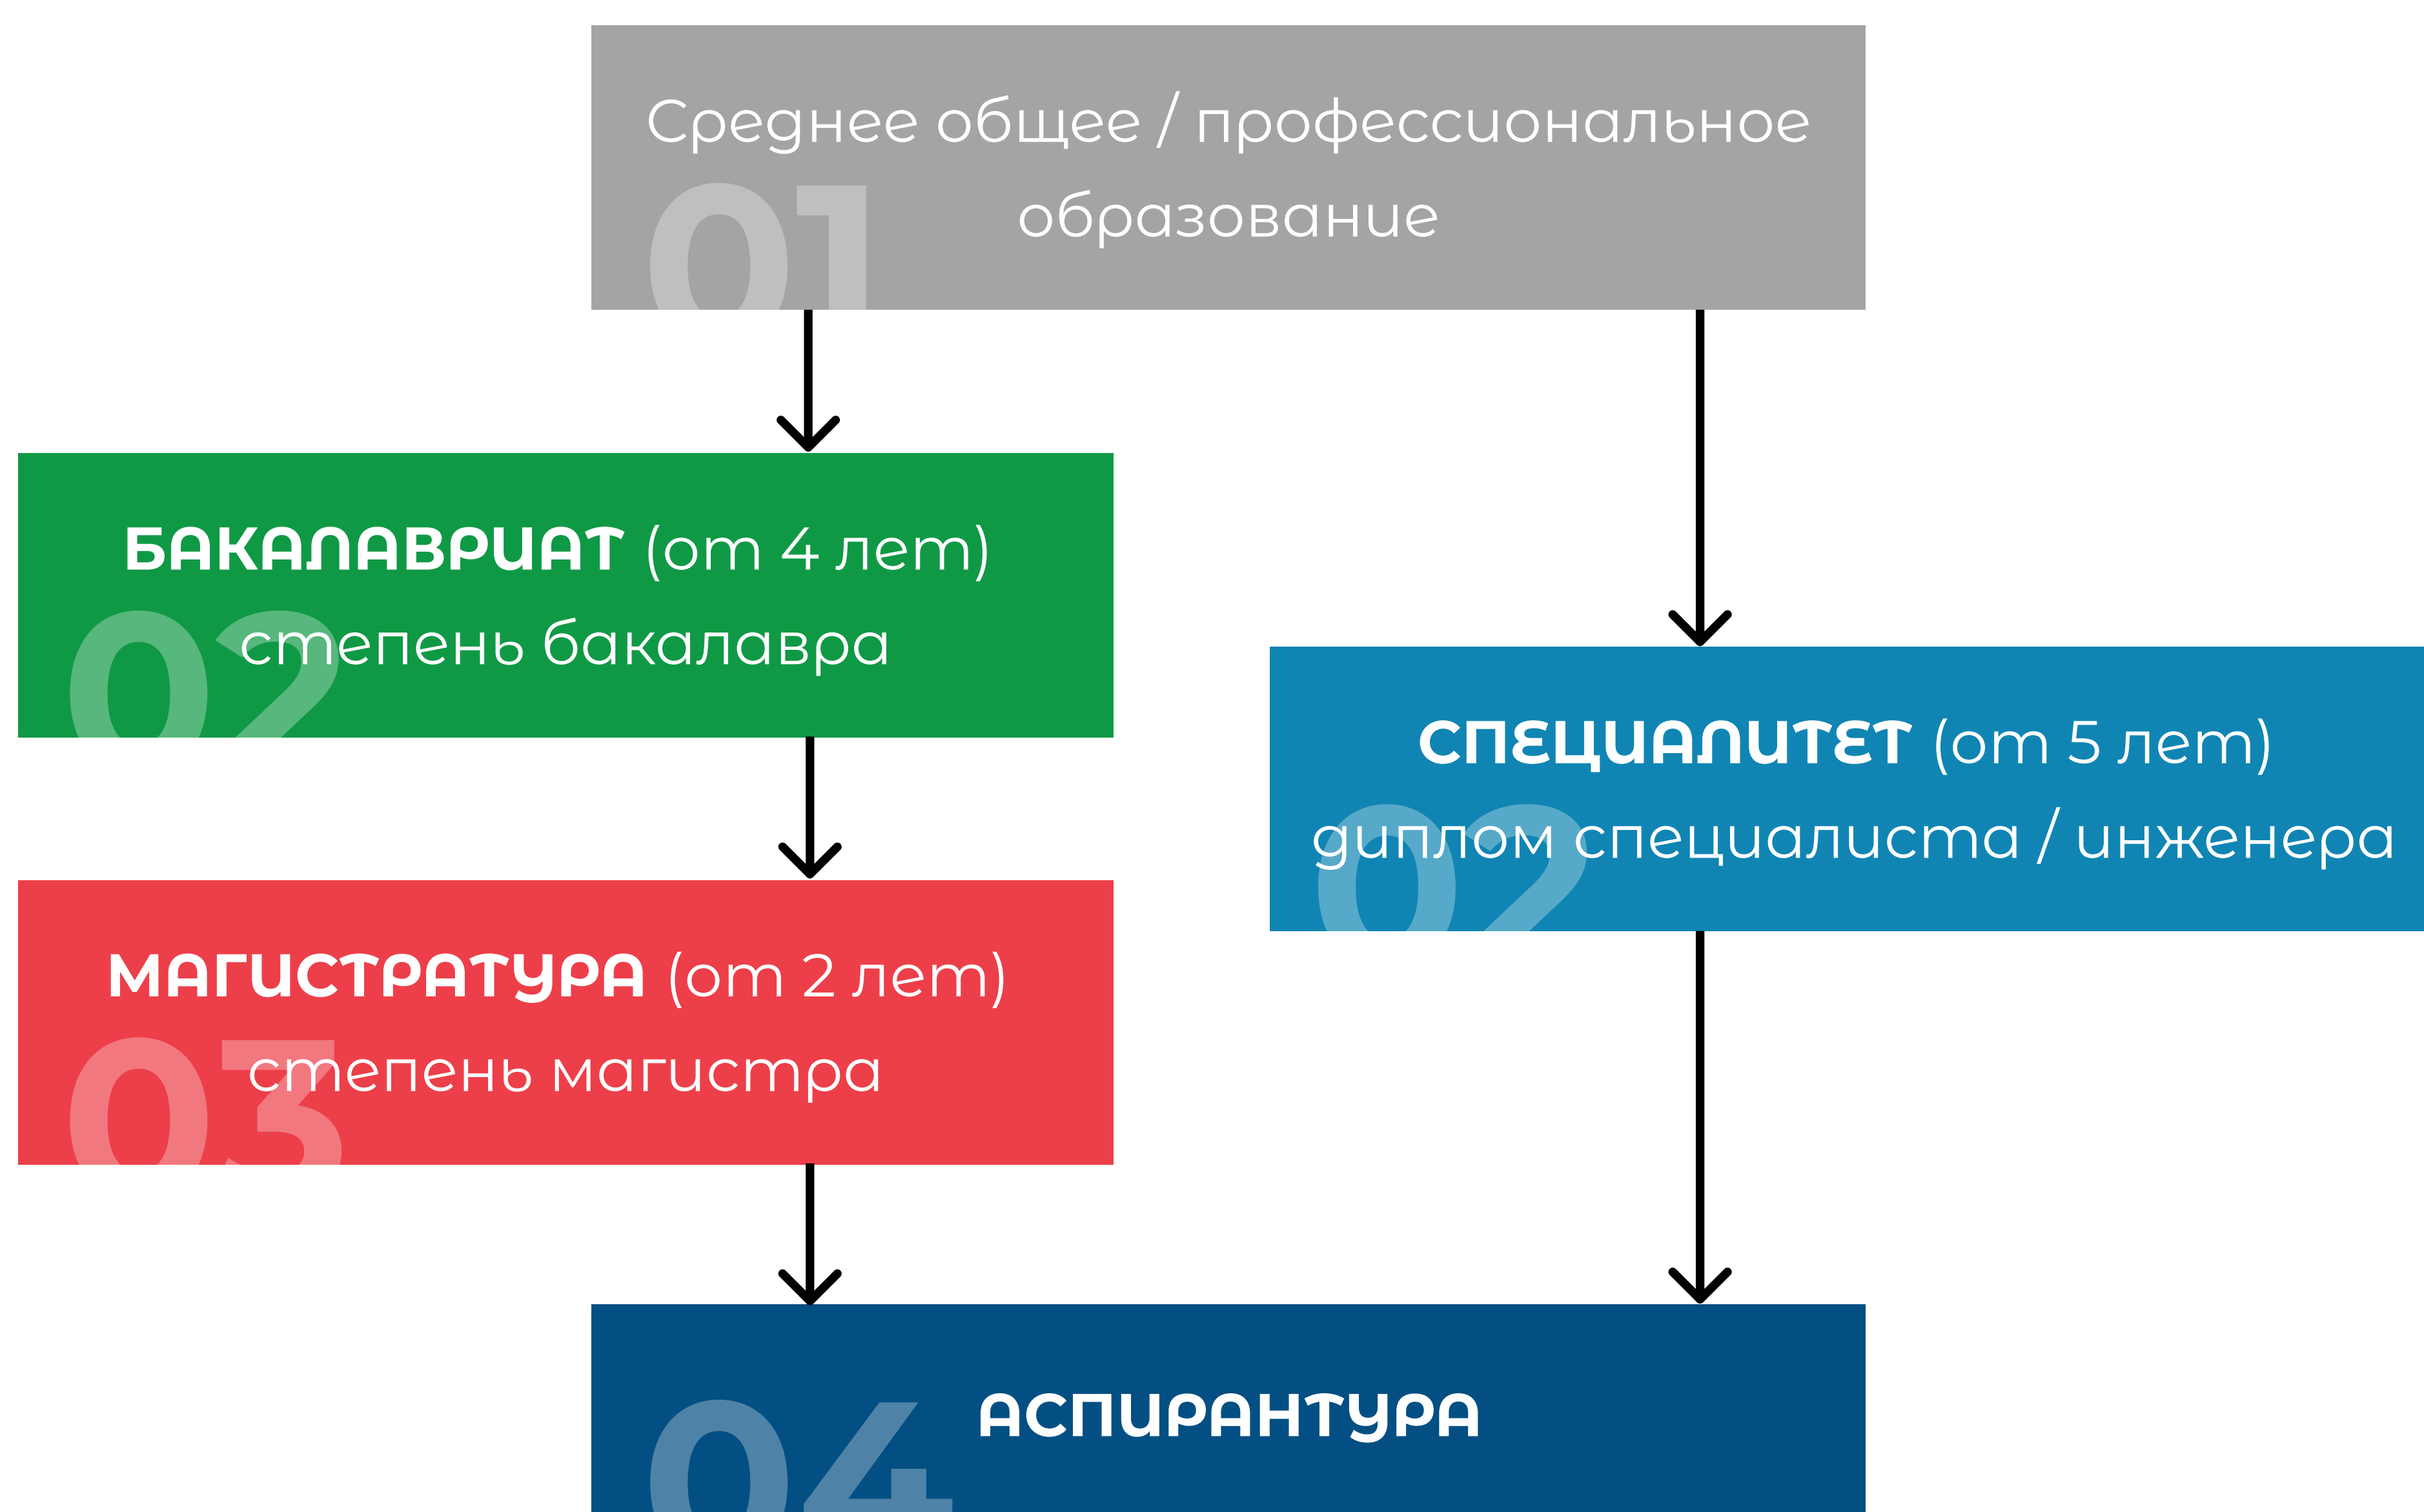 Среднее общее / профессиональное
образование
01
БАКАЛАВРИАТ (от 4 лет)
степень бакалавра
02
СПЕЦИАЛИТЕТ (от 5 лет)
диплом специалиста / инженера
02
МАГИСТРАТУРА (от 2 лет)
степень магистра
03
АСПИРАНТУРА
04